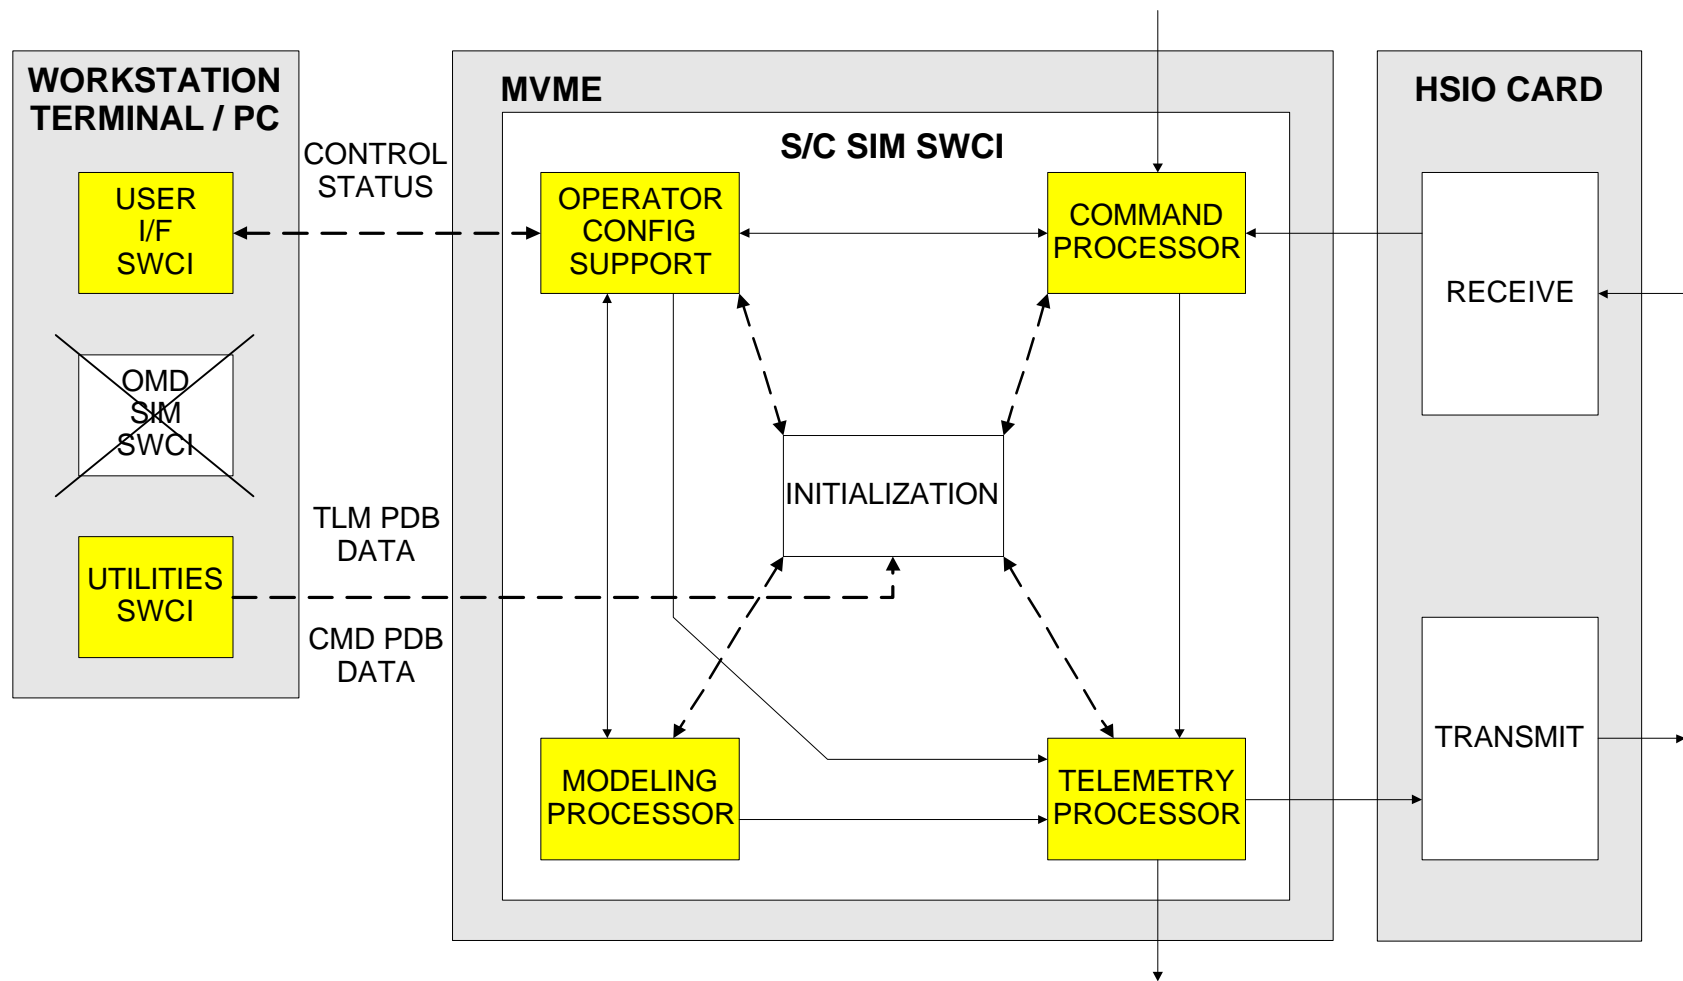 WORKSTATION
TERMINAL / PC
USER
I/F
SWCI
OMD
SIM
SWCI
UTILITIES
SWCI
CONTROL
STATUS
TLM PDB
DATA
CMD PDB
DATA
MVME
S/C SIM SWCI
OPERATOR
CONFIG
SUPPORT
COMMAND
PROCESSOR
INITIALIZATION
MODELING
PROCESSOR
TELEMETRY
PROCESSOR
HSIO CARD
RECEIVE
TRANSMIT